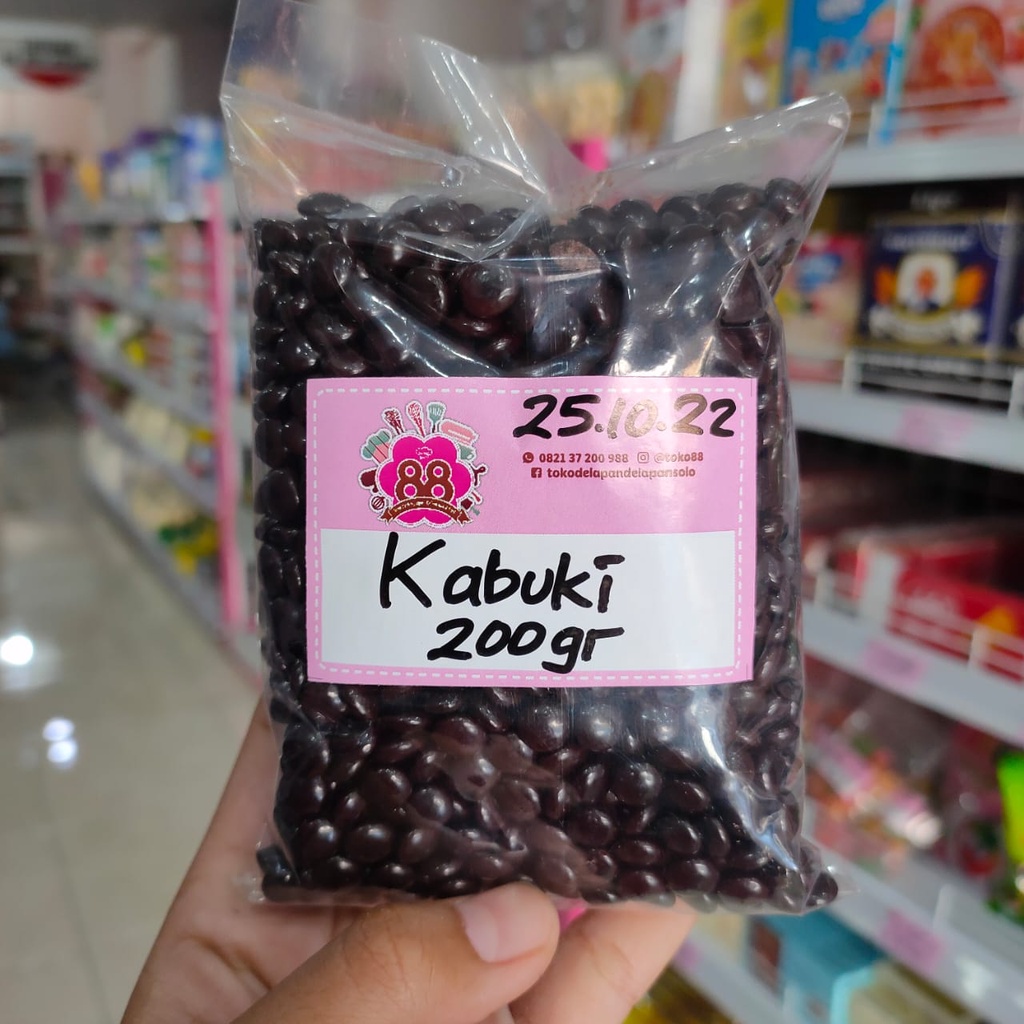 25.10.22
0821 37 200 988 @toko88
tokodelapandelapansolo
88
Kabuki
200gr